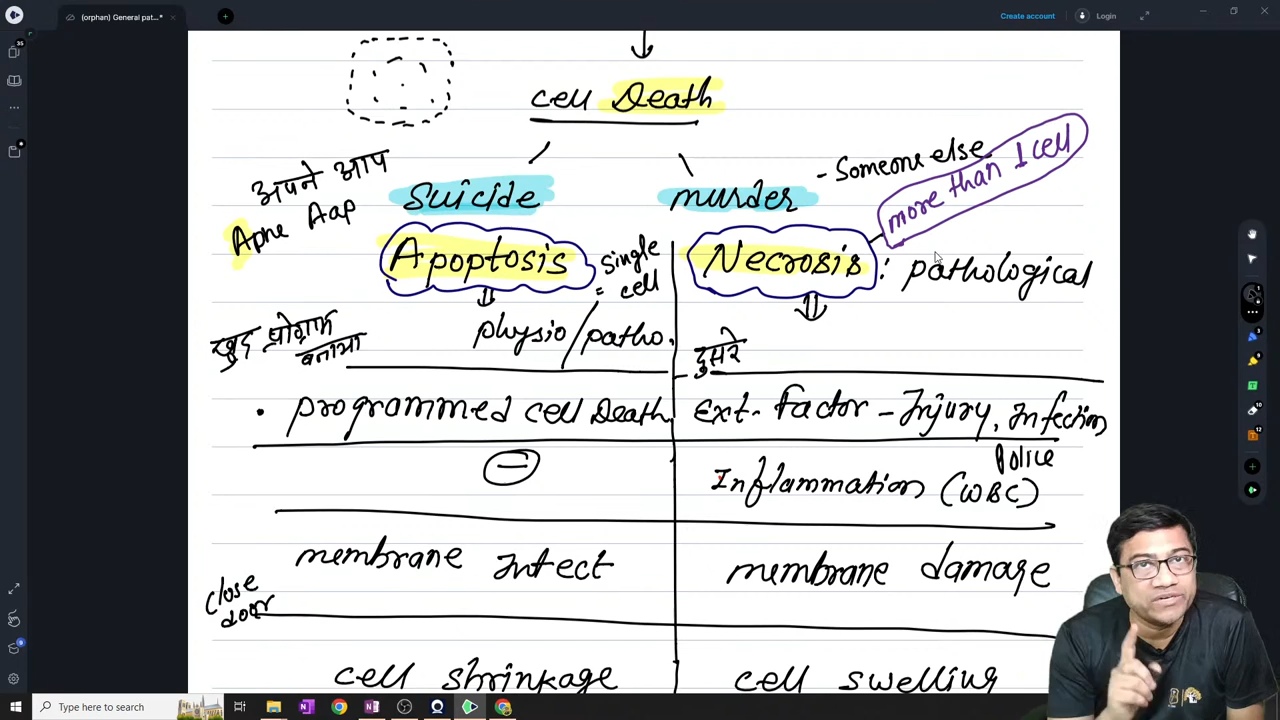 (orphan) General pat...*
Create account
Login
35
cell Death
अपने आप
Apne Aap
Suicide
murder
- Someone else
more than 1 cell
Apoptosis
= single cell
Necrosis : pathological
खुद प्रोग्राम बनाया
physio/patho.
दुसरे
• programmed cell Death
Ext. factor - Injury, Infection
Police
Inflammation (WBC)
membrane Intect
membrane damage
close door
cell shrinkage
cell swelling
Type here to search